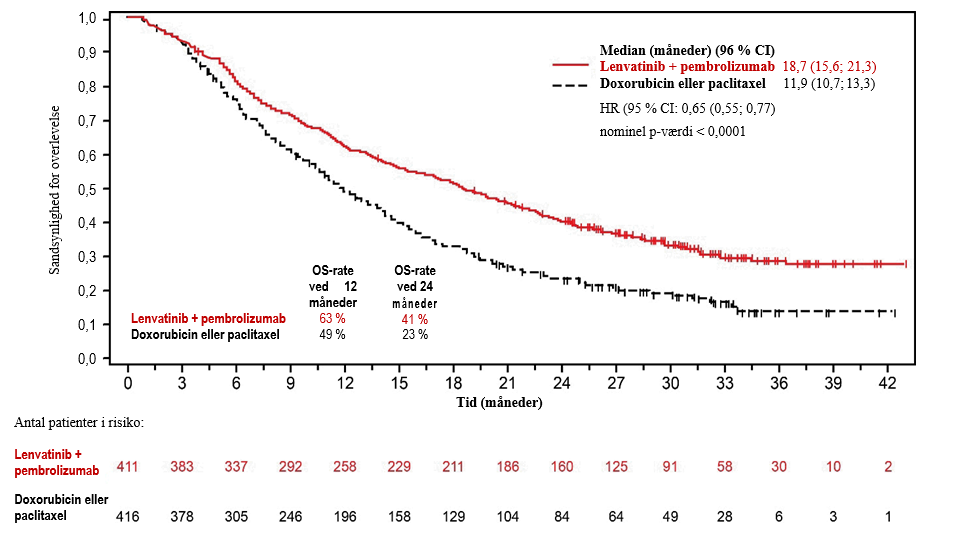 Median (måneder) (96 % CI)
Lenvatinib + pembrolizumab 18,7 (15,6; 21,3)
Doxorubicin eller paclitaxel 11,9 (10,7; 13,3)
HR (95 % CI: 0,65 (0,55; 0,77)
nominel p-værdi < 0,0001
Sandsynlighed for overlevelse
1,0
0,9
0,8
0,7
0,6
0,5
0,4
0,3
0,2
0,1
0,0
OS-rate OS-rate
ved 12 ved 24
måneder måneder
Lenvatinib + pembrolizumab 63 % 41 %
Doxorubicin eller paclitaxel 49 % 23 %
0 3 6 9 12 15 18 21 24 27 30 33 36 39 42
Tid (måneder)
Antal patienter i risiko:
Lenvatinib +
pembrolizumab 411 383 337 292 258 229 211 186 160 125 91 58 30 10 2
Doxorubicin eller
paclitaxel 416 378 305 246 196 158 129 104 84 64 49 28 6 3 1